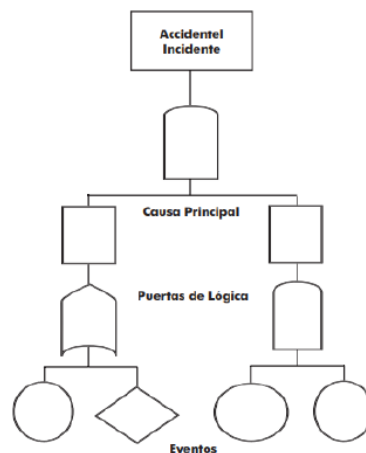 Accidentel
Incidente
Causa Principal
Puertas de Lógica
Eventos